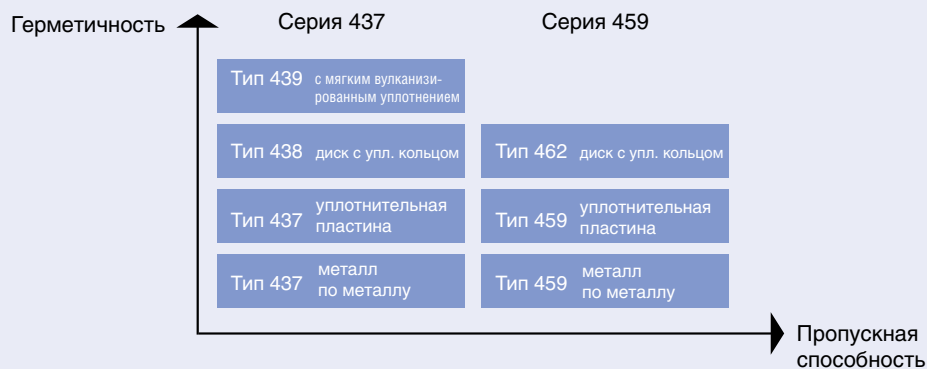 Герметичность
Серия 437
Серия 459
Тип 439 с мягким вулканизи-
рованным уплотнением
Тип 438 диск с упл. кольцом
Тип 462 диск с упл. кольцом
Тип 437 уплотнительная
пластина
Тип 459 уплотнительная
пластина
Тип 437 металл
по металлу
Тип 459 металл
по металлу
Пропускная
способность